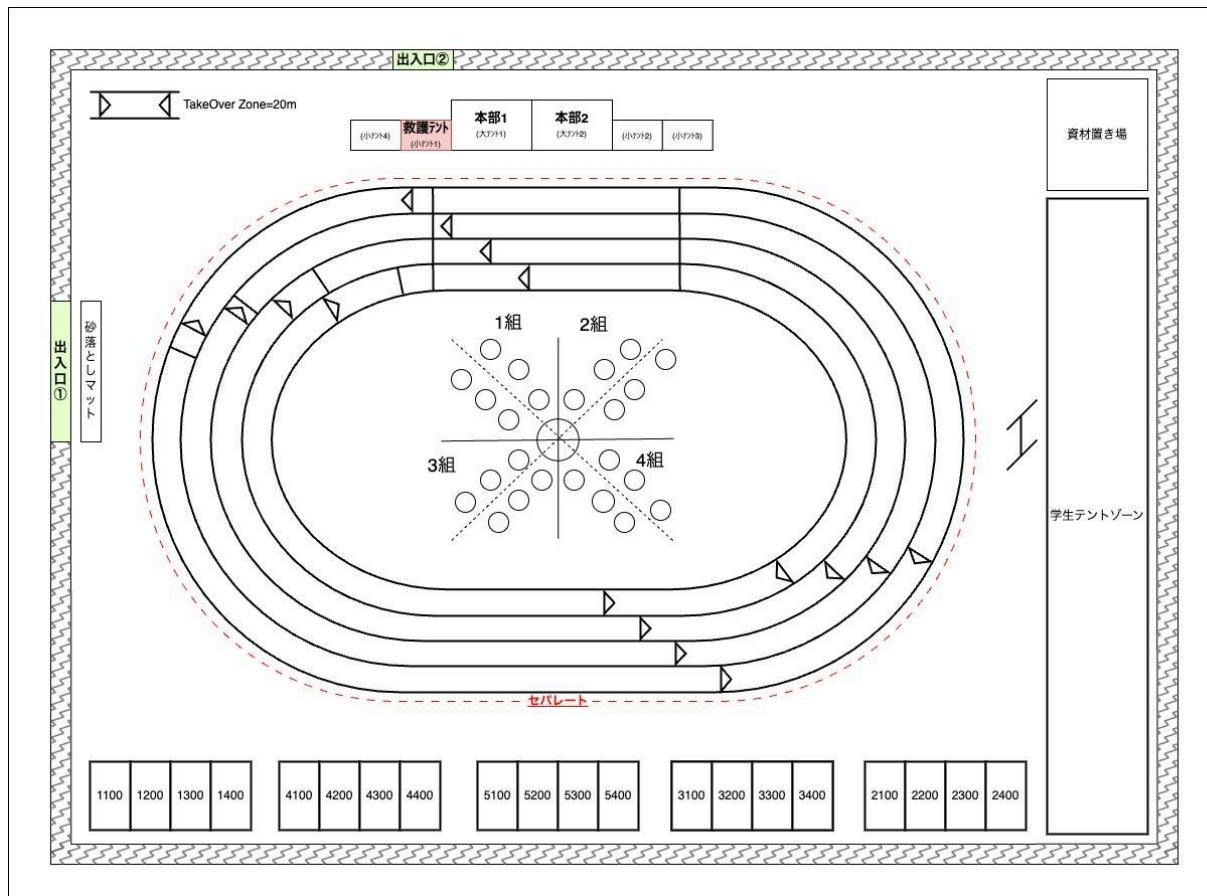 出入口②
TakeOver Zone=20m
(小ﾃﾝﾄ4)
救護ﾃﾝﾄ
(小ﾃﾝﾄ1)
本部1
(大ﾃﾝﾄ1)
本部2
(大ﾃﾝﾄ2)
(小ﾃﾝﾄ2)
(小ﾃﾝﾄ3)
資材置き場
出入口①
砂落としマット
1組
2組
3組
4組
学生テントゾーン
セパレート
1100 1200 1300 1400
4100 4200 4300 4400
5100 5200 5300 5400
3100 3200 3300 3400
2100 2200 2300 2400